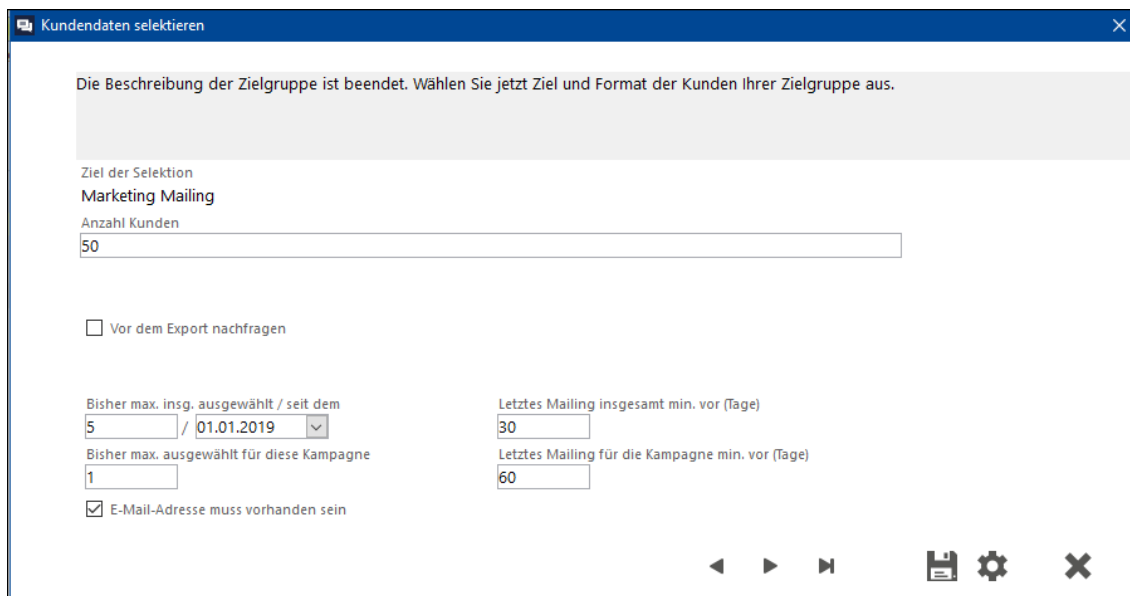 Kundendaten selektieren
Die Beschreibung der Zielgruppe ist beendet. Wählen Sie jetzt Ziel und Format der Kunden Ihrer Zielgruppe aus.
Ziel der Selektion
Marketing Mailing
Anzahl Kunden
50
Vor dem Export nachfragen
Bisher max. insg. ausgewählt / seit dem
5 / 01.01.2019
Letztes Mailing insgesamt min. vor (Tage)
30
Bisher max. ausgewählt für diese Kampagne
1
Letztes Mailing für die Kampagne min. vor (Tage)
60
E-Mail-Adresse muss vorhanden sein